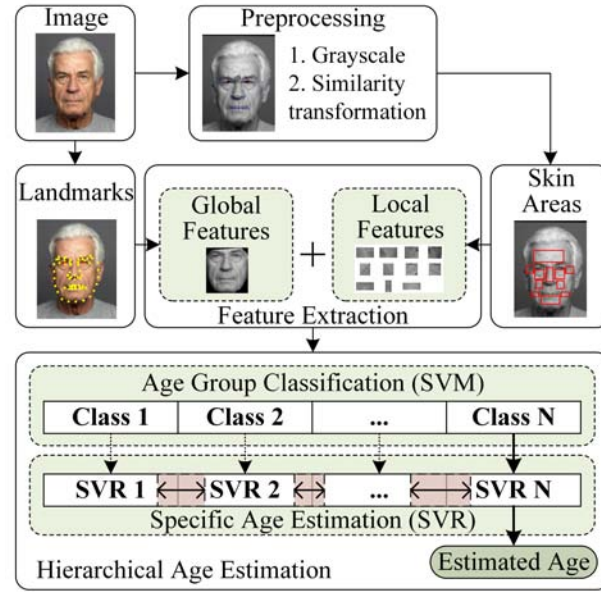 Image
Preprocessing
1. Grayscale
2. Similarity
transformation
Landmarks
Global
Features
+
Local
Features
Skin
Areas
Feature Extraction
Age Group Classification (SVM)
Class 1 Class 2 ... Class N
SVR 1 SVR 2 ... SVR N
Specific Age Estimation (SVR)
Hierarchical Age Estimation
Estimated Age